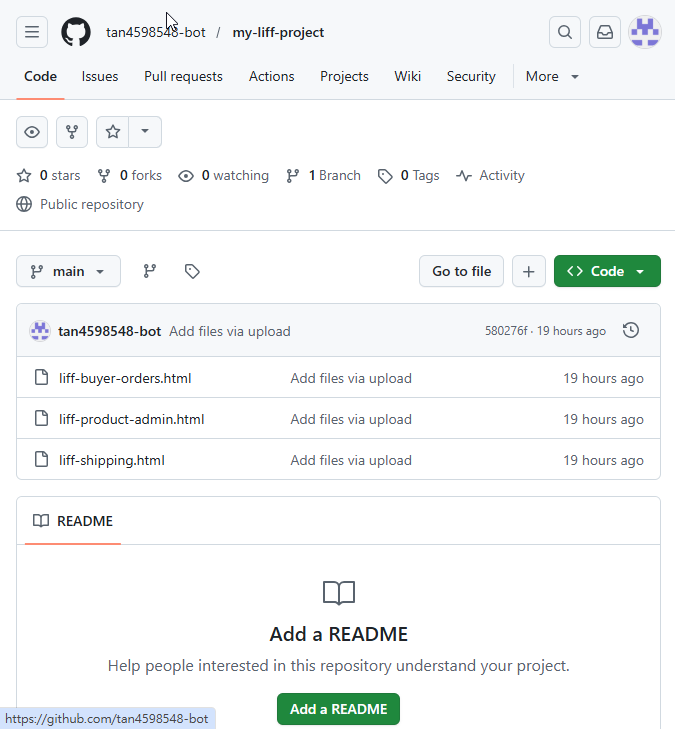 tan4598548-bot / my-liff-project
Code Issues Pull requests Actions Projects Wiki Security More
0 stars 0 forks 0 watching 1 Branch 0 Tags Activity
Public repository
main Go to file Code
tan4598548-bot Add files via upload 580276f · 19 hours ago
liff-buyer-orders.html Add files via upload 19 hours ago
liff-product-admin.html Add files via upload 19 hours ago
liff-shipping.html Add files via upload 19 hours ago
README
Add a README
Help people interested in this repository understand your project.
Add a README
https://github.com/tan4598548-bot